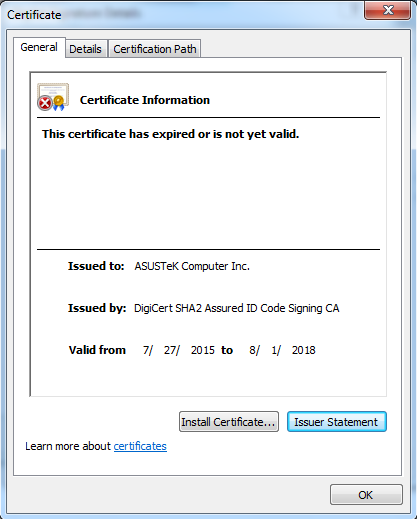 Certificate
General Details Certification Path
Certificate Information
This certificate has expired or is not yet valid.
Issued to: ASUSTeK Computer Inc.
Issued by: DigiCert SHA2 Assured ID Code Signing CA
Valid from 7/ 27/ 2015 to 8/ 1/ 2018
Install Certificate... Issuer Statement
Learn more about certificates
OK